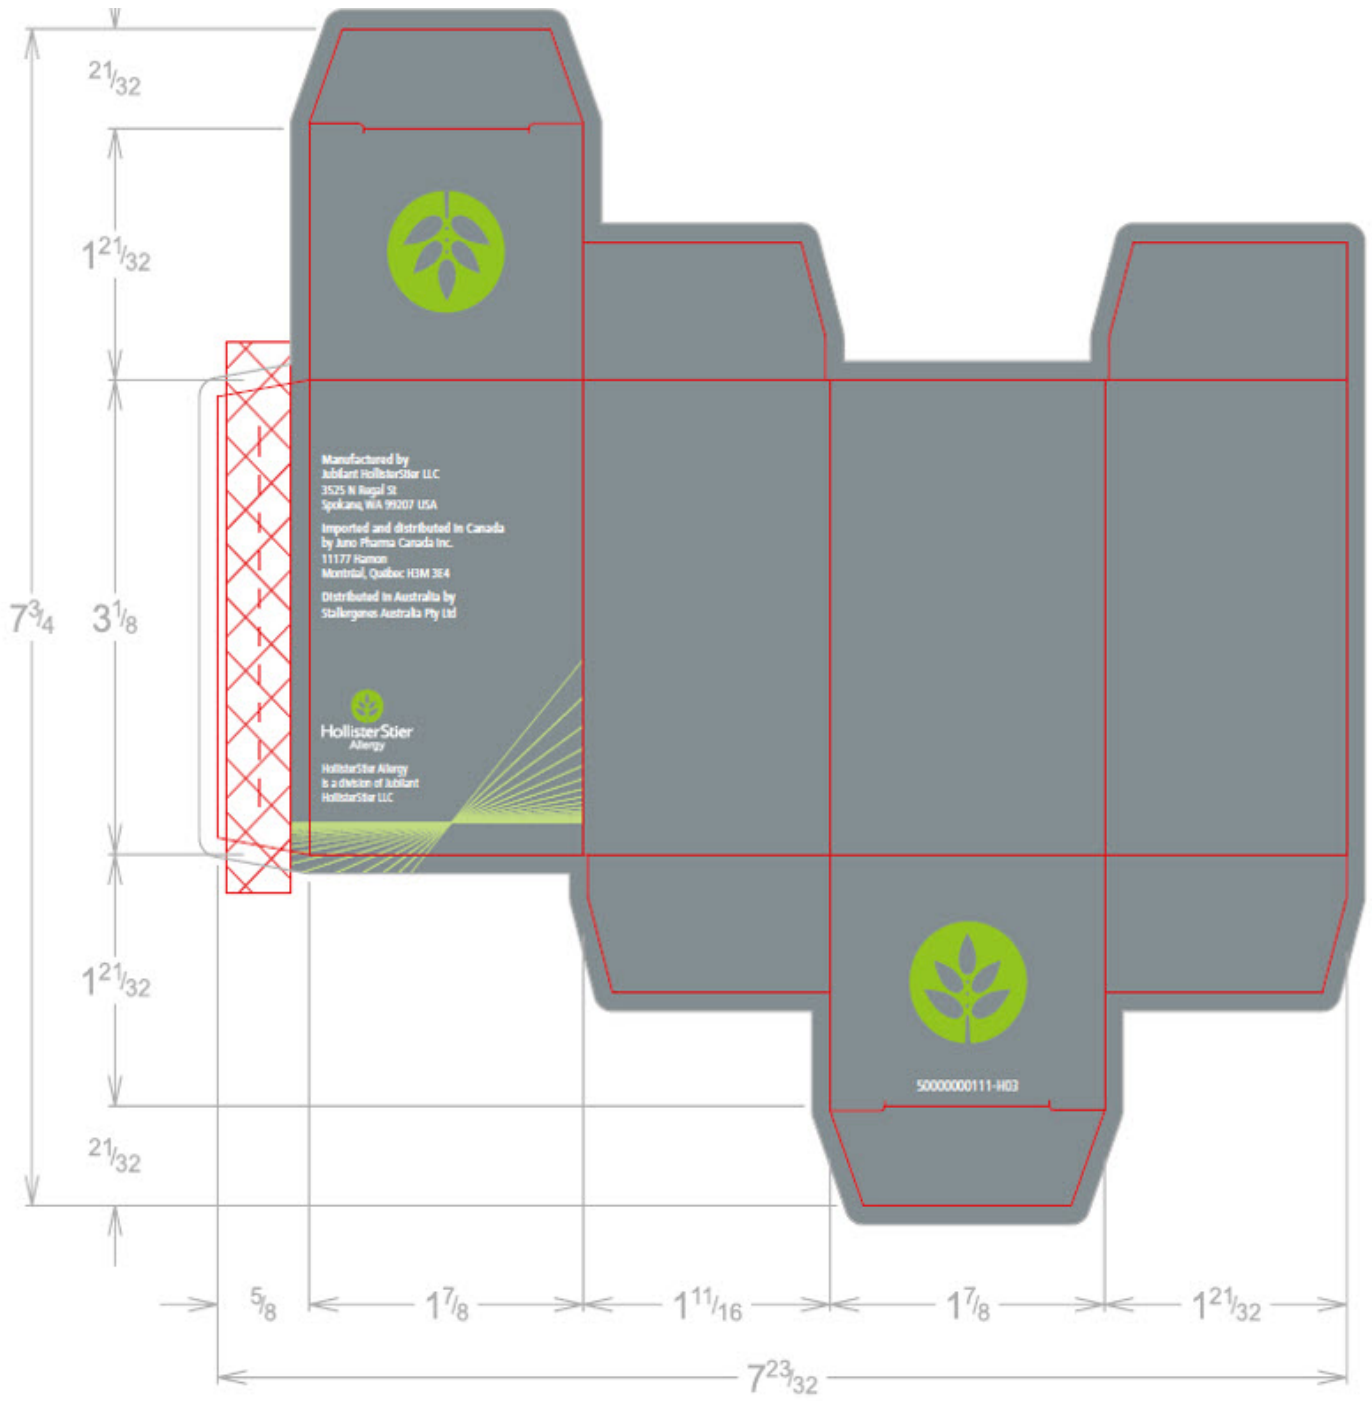 21/32
1 21/32
Manufactured by
Jubilant HollisterStier LLC
3525 N Regal St
Spokane, WA 99207 USA
Imported and distributed in Canada
by Juno Pharma Canada Inc.
11177 Hamon
Montréal, Québec H3M 3E4
Distributed in Australia by
Stallergenes Australia Pty Ltd
7 3/4
3 1/8
HollisterStier
Allergy
HollisterStier Allergy
is a division of Jubilant
HollisterStier LLC
1 21/32
50000000111-H03
21/32
5/8
1 7/8
1 11/16
1 7/8
1 21/32
7 23/32